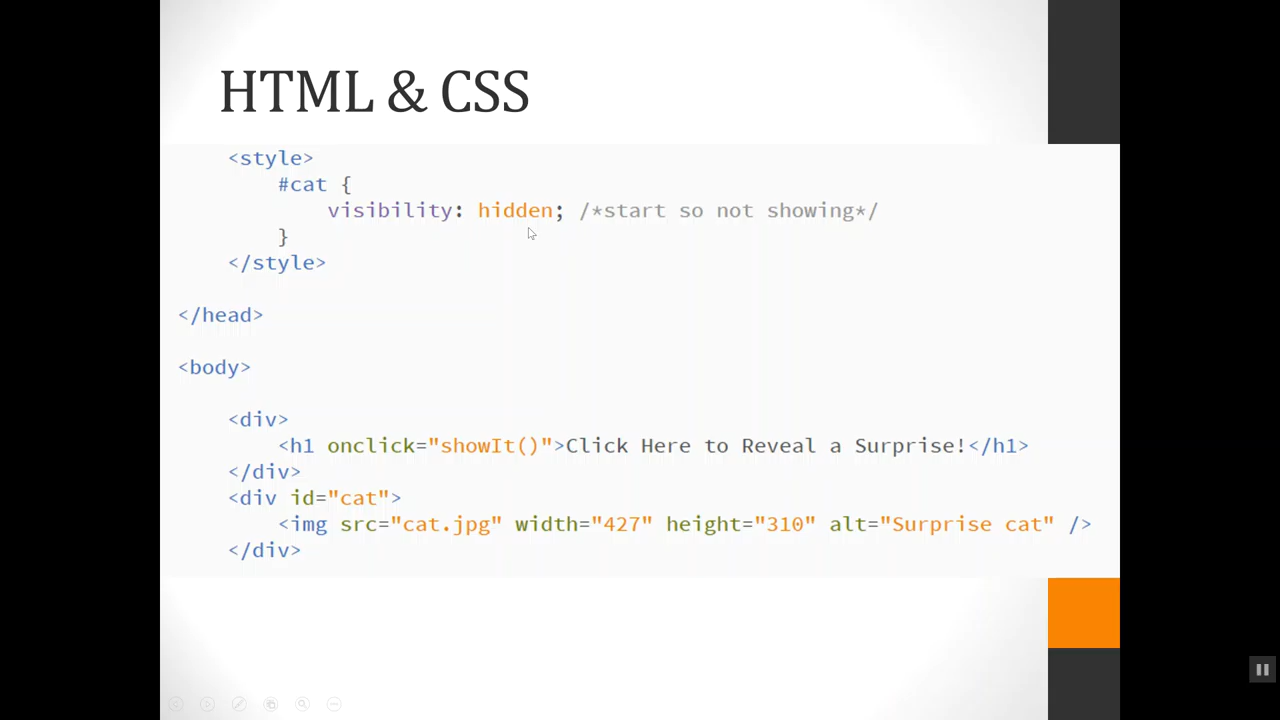 HTML & CSS
<style>
#cat {
visibility: hidden; /*start so not showing*/
}
</style>
</head>
<body>
<div>
<h1 onclick="showIt()">Click Here to Reveal a Surprise!</h1>
</div>
<div id="cat">
<img src="cat.jpg" width="427" height="310" alt="Surprise cat" />
</div>